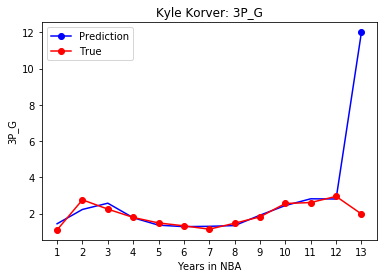 Kyle Korver: 3P_G
Prediction
True
3P_G
12
10
8
6
4
2
1 2 3 4 5 6 7 8 9 10 11 12 13
Years in NBA